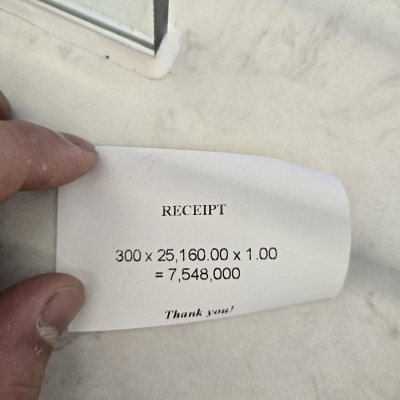 RECEIPT
300 x 25,160.00 x 1.00
= 7,548,000
Thank you!